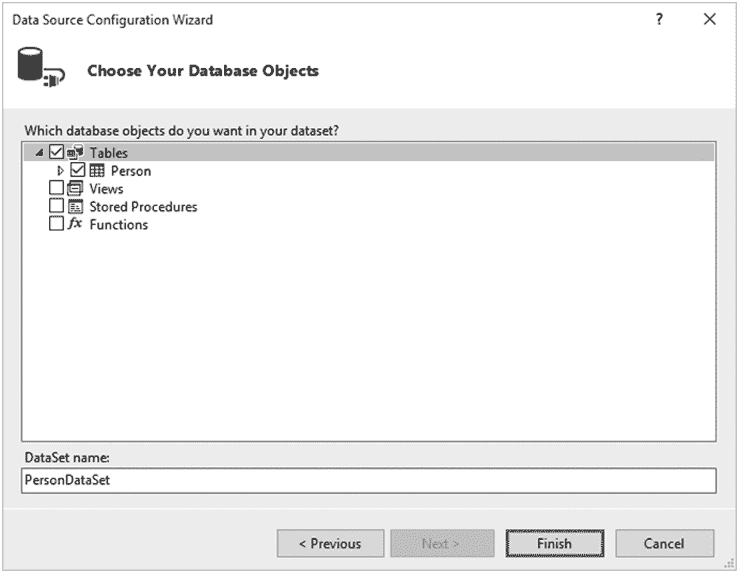 Data Source Configuration Wizard ?
Choose Your Database Objects
Which database objects do you want in your dataset?
Tables
Person
Views
Stored Procedures
fx Functions
DataSet name:
PersonDataSet
< Previous Next > Finish Cancel